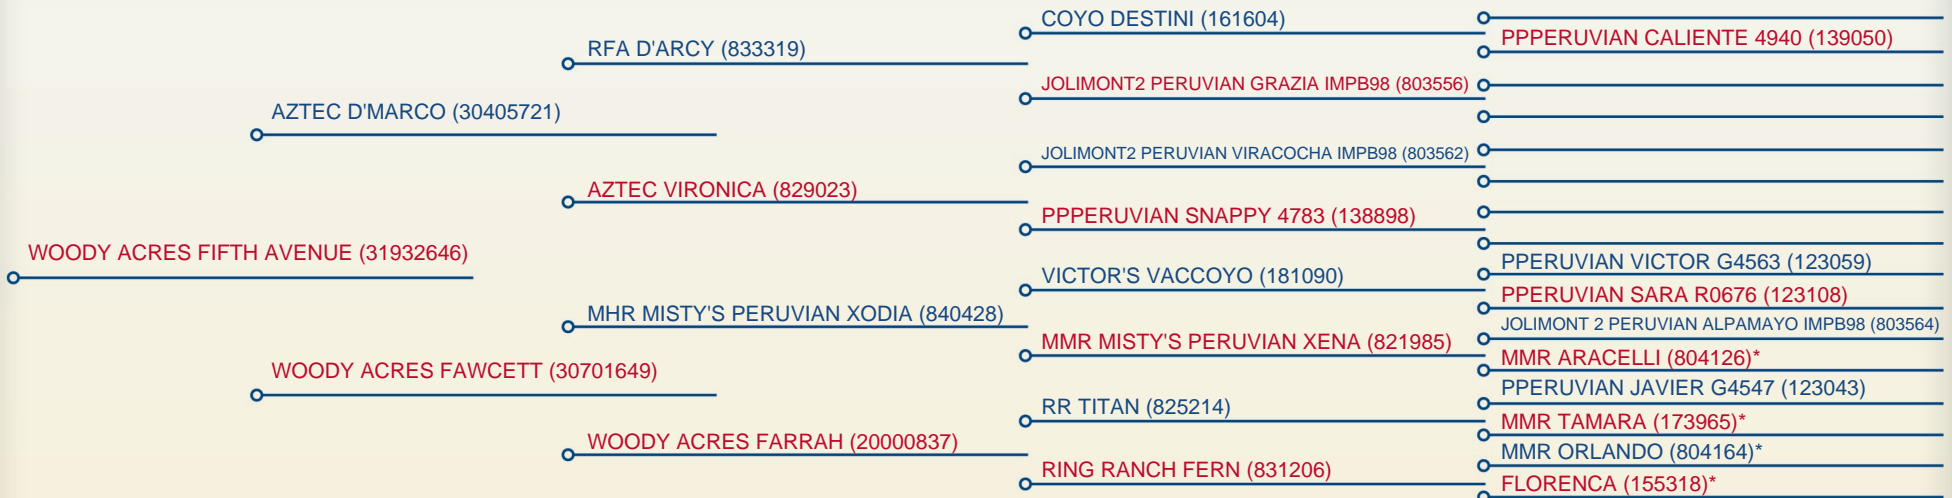 COYO DESTINI (161604)
PPPERUVIAN CALIENTE 4940 (139050)
RFA D'ARCY (833319)
JOLIMONT2 PERUVIAN GRAZIA IMPB98 (803556)
AZTEC D'MARCO (30405721)
JOLIMONT2 PERUVIAN VIRACOCHA IMPB98 (803562)
AZTEC VIRONICA (829023)
PPPERUVIAN SNAPPY 4783 (138898)
WOODY ACRES FIFTH AVENUE (31932646)
PPERUVIAN VICTOR G4563 (123059)
VICTOR'S VACCOYO (181090)
PPERUVIAN SARA R0676 (123108)
MHR MISTY'S PERUVIAN XODIA (840428)
JOLIMONT 2 PERUVIAN ALPAMAYO IMPB98 (803564)
MMR MISTY'S PERUVIAN XENA (821985)
MMR ARACELLI (804126)*
WOODY ACRES FAWCETT (30701649)
PPERUVIAN JAVIER G4547 (123043)
RR TITAN (825214)
MMR TAMARA (173965)*
WOODY ACRES FARRAH (20000837)
MMR ORLANDO (804164)*
RING RANCH FERN (831206)
FLORENCA (155318)*